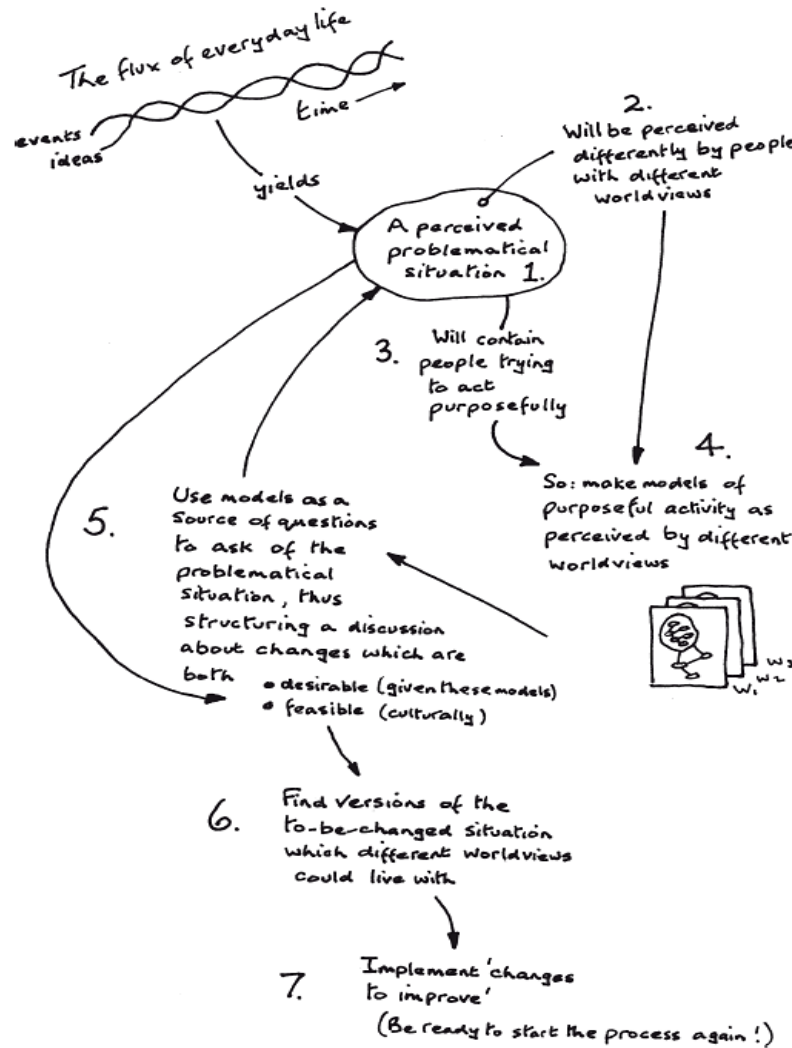 The flux of everyday life
events
ideas
time
yields
2.
Will be perceived
differently by people
with different
worldviews
A perceived
problematical
situation 1.
3. Will contain
people trying
to act
purposefully
4.
So: make models of
purposeful activity as
perceived by different
worldviews
W1
W2
W3
5.
Use models as a
source of questions
to ask of the
problematical
situation, thus
structuring a discussion
about changes which are
both
• desirable (given these models)
• feasible (culturally)
6.
Find versions of the
to-be-changed situation
which different worldviews
could live with
7.
Implement 'changes
to improve'
(Be ready to start the process again!)